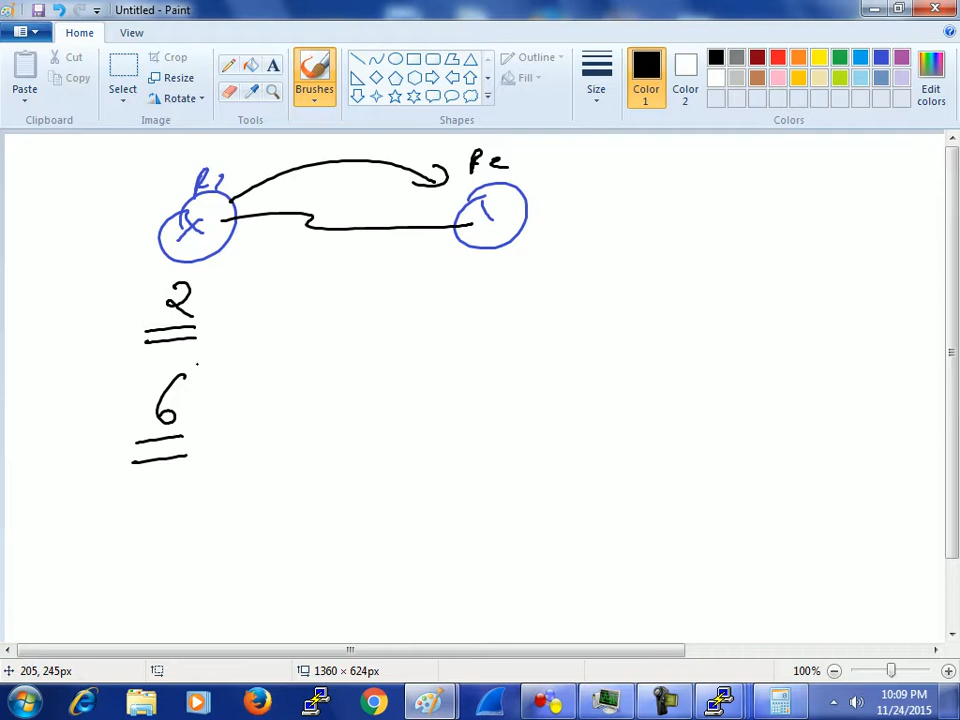 Untitled - Paint
Home View
Paste
Cut
Copy
Clipboard
Select
Crop
Resize
Rotate
Image
Tools
Brushes
Outline
Fill
Shapes
Size
Color 1
Color 2
Edit colors
Colors
R1
R2
2
6
205, 245px
1360 × 624px
100%
10:09 PM
11/24/2015